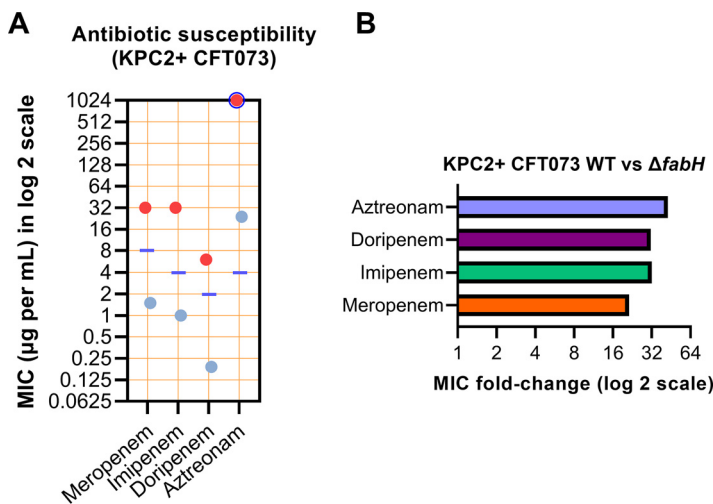 A
Antibiotic susceptibility
(KPC2+ CFT073)
MIC (µg per mL) in log 2 scale
1024
512
256
128
64
32
16
8
4
2
1
0.5
0.25
0.125
0.0625
Meropenem
Imipenem
Doripenem
Aztreonam
B
KPC2+ CFT073 WT vs ΔfabH
Aztreonam
Doripenem
Imipenem
Meropenem
1 2 4 8 16 32 64
MIC fold-change (log 2 scale)